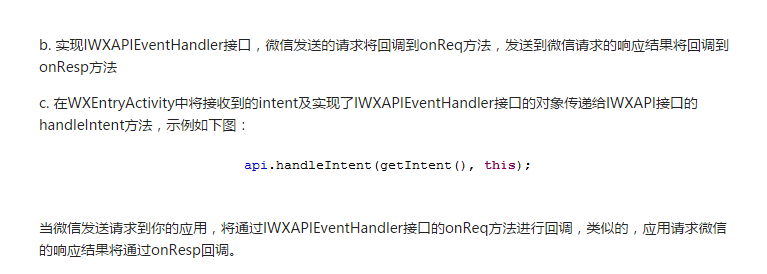 b. 实现IWXAPIEventHandler接口，微信发送的请求将回调到onReq方法，发送到微信请求的响应结果将回调到
onResp方法
c. 在WXEntryActivity中将接收到的intent及实现了IWXAPIEventHandler接口的对象传递给IWXAPI接口的
handleIntent方法，示例如下图：
api.handleIntent(getIntent(), this);
当微信发送请求到你的应用，将通过IWXAPIEventHandler接口的onReq方法进行回调，类似的，应用请求微信
的响应结果将通过onResp回调。